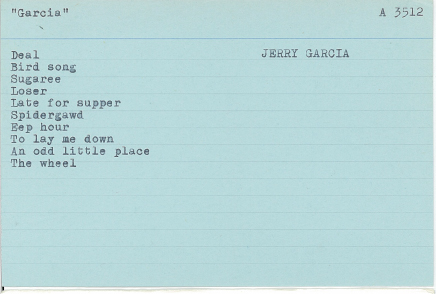 "Garcia" A 3512
Deal JERRY GARCIA
Bird song
Sugaree
Loser
Late for supper
Spidergawd
Eep hour
To lay me down
An odd little place
The wheel